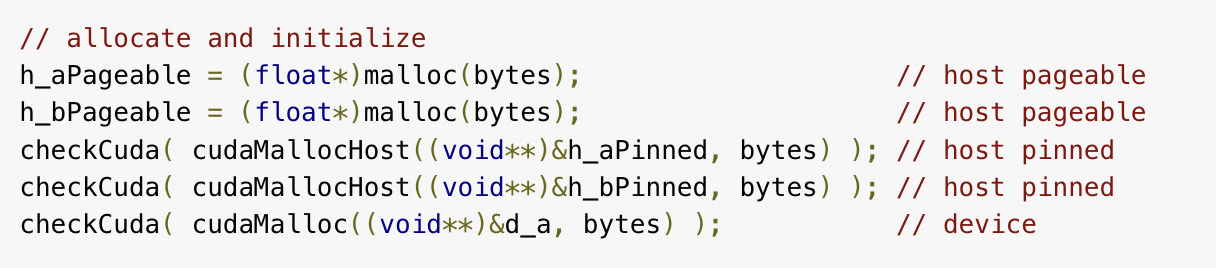 // allocate and initialize
h_aPageable = (float*)malloc(bytes);                    // host pageable
h_bPageable = (float*)malloc(bytes);                    // host pageable
checkCuda( cudaMallocHost((void**)&h_aPinned, bytes) ); // host pinned
checkCuda( cudaMallocHost((void**)&h_bPinned, bytes) ); // host pinned
checkCuda( cudaMalloc((void**)&d_a, bytes) );           // device